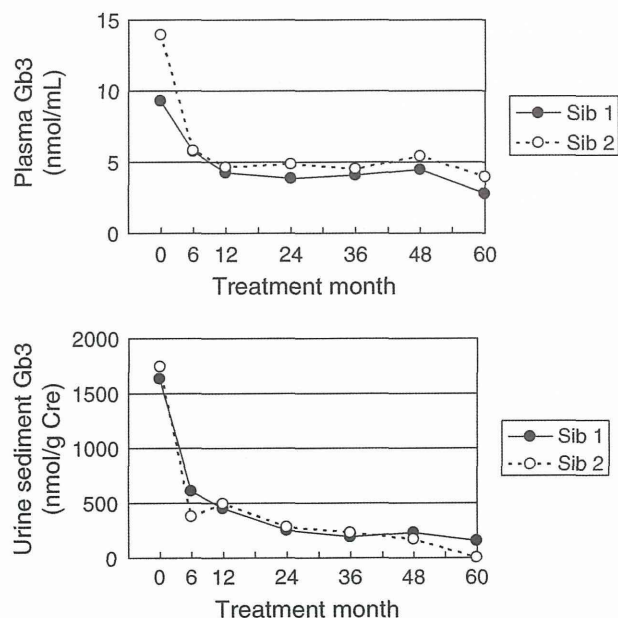 Plasma Gb3
(nmol/mL)
15
10
5
0
0 6 12 24 36 48 60
Treatment month
Sib 1
Sib 2
Urine sediment Gb3
(nmol/g Cre)
2000
1500
1000
500
0
0 6 12 24 36 48 60
Treatment month
Sib 1
Sib 2